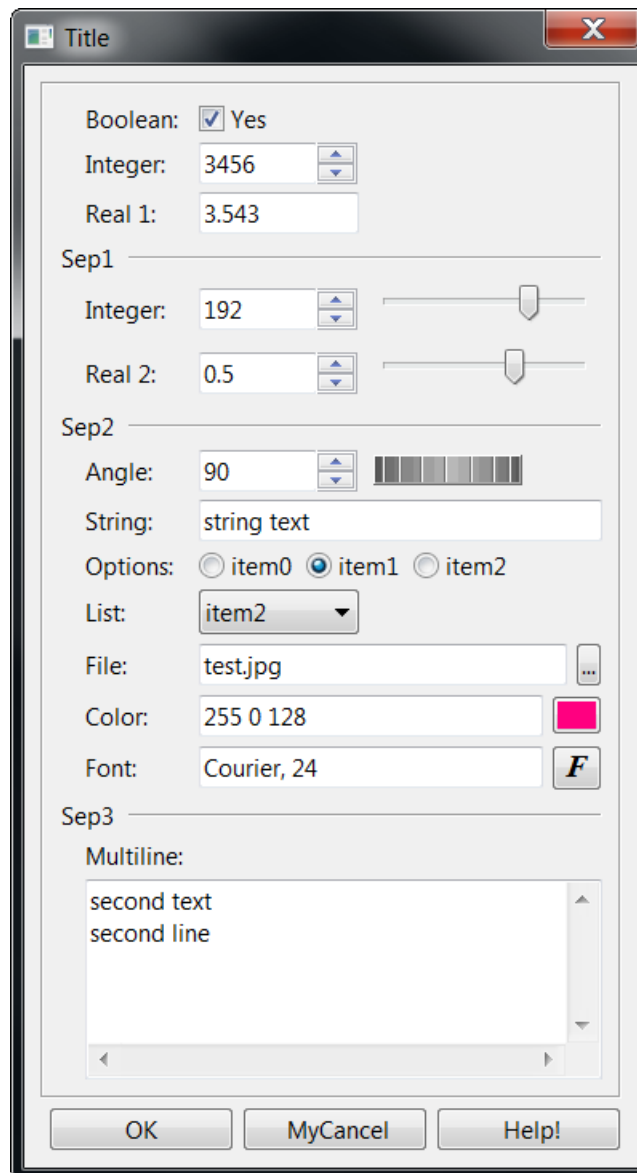 Title
Boolean: Yes
Integer: 3456
Real 1: 3.543
Sep1
Integer: 192
Real 2: 0.5
Sep2
Angle: 90
String: string text
Options: item0 item1 item2
List: item2
File: test.jpg ...
Color: 255 0 128
Font: Courier, 24 F
Sep3
Multiline:
second text
second line
OK MyCancel Help!